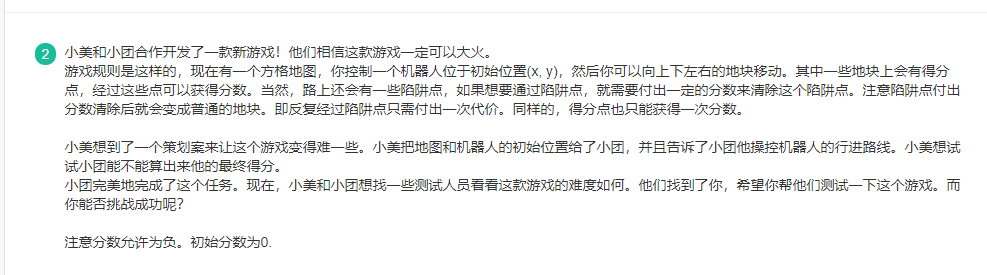 2
小美和小团合作开发了一款新游戏！他们相信这款游戏一定可以大火。
游戏规则是这样的，现在有一个方格地图，你控制一个机器人位于初始位置(x, y)，然后你可以向上下左右的地块移动。其中一些地块上会有得分
点，经过这些点可以获得分数。当然，路上还会有一些陷阱点，如果想要通过陷阱点，就需要付出一定的分数来清除这个陷阱点。注意陷阱点付出
分数清除后就会变成普通的地块。即反复经过陷阱点只需付出一次代价。同样的，得分点也只能获得一次分数。
小美想到了一个策划案来让这个游戏变得难一些。小美把地图和机器人的初始位置给了小团，并且告诉了小团他操控机器人的行进路线。小美想试
试小团能不能算出来他的最终得分。
小团完美地完成了这个任务。现在，小美和小团想找一些测试人员看看这款游戏的难度如何。他们找到了你，希望你帮他们测试一下这个游戏。而
你能否挑战成功呢？
注意分数允许为负。初始分数为0.